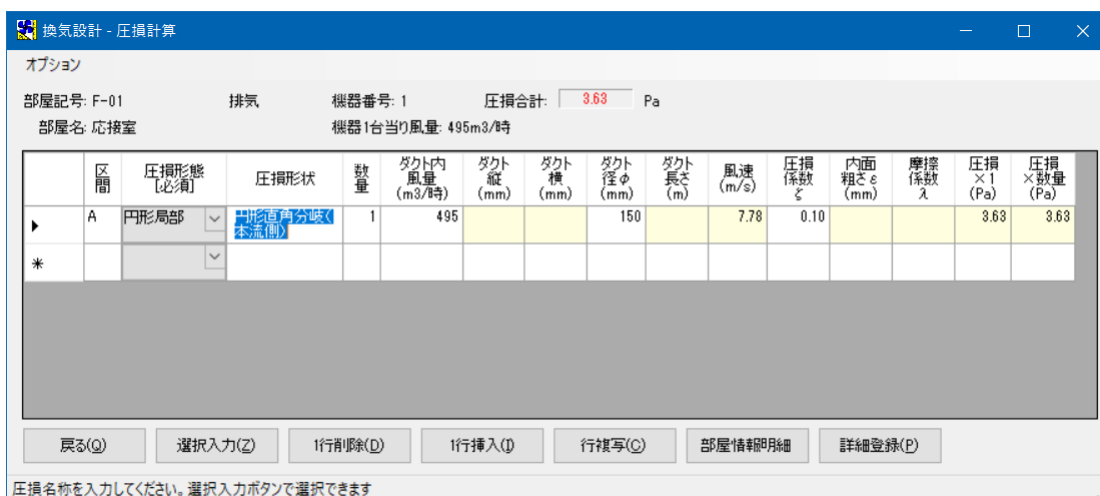 換気設計 - 圧損計算
オプション
部屋記号: F-01 排気 機器番号: 1 圧損合計: 3.63 Pa
部屋名: 応接室 機器1台当り風量: 495m3/時
区間 圧損形態[必須] 圧損形状 数量 ダクト内風量(m3/時) ダクト縦(mm) ダクト横(mm) ダクト径φ(mm) ダクト長さ(m) 風速(m/s) 圧損係数ζ 内面粗さε(mm) 摩擦係数λ 圧損×1(Pa) 圧損×数量(Pa)
A 円形局部 円形直角分岐(本流側) 1 495 150 7.78 0.10 3.63 3.63
戻る(Q) 選択入力(Z) 1行削除(D) 1行挿入(I) 行複写(C) 部屋情報明細 詳細登録(P)
圧損名称を入力してください。選択入力ボタンで選択できます